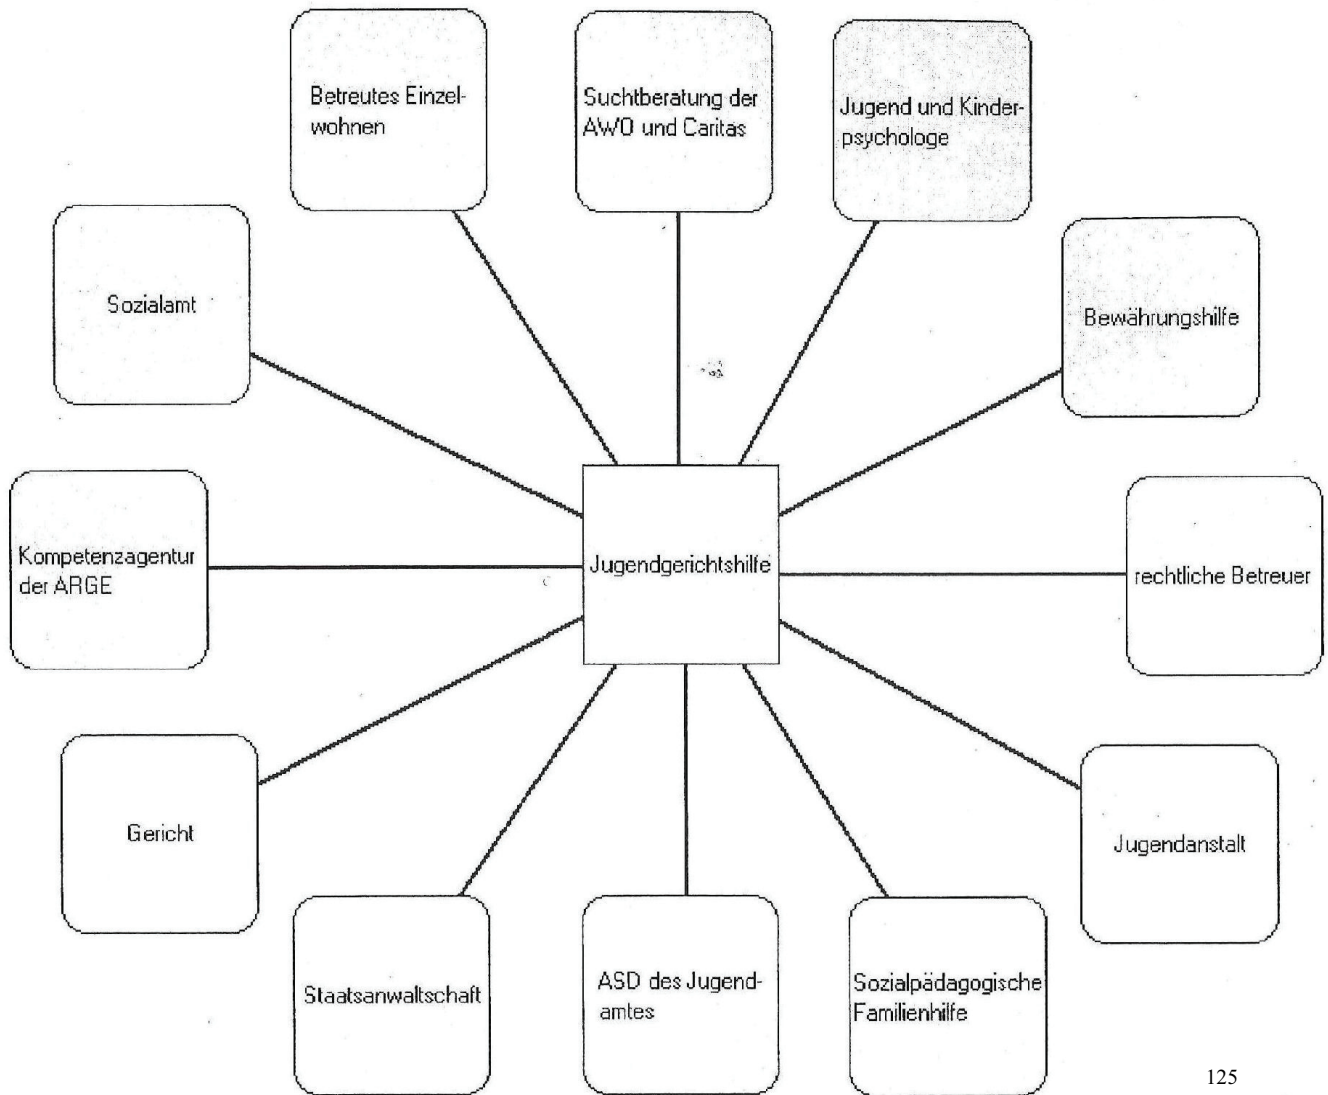 Betreutes Einzel-
wohnen
Suchtberatung der
AWO und Caritas
Jugend und Kinder-
psychologe
Sozialamt
Bewährungshilfe
Kompetenzagentur
der ARGE
Jugendgerichtshilfe
rechtliche Betreuer
Gericht
Jugendanstalt
Staatsanwaltschaft
ASD des Jugend-
amtes
Sozialpädagogische
Familienhilfe
125